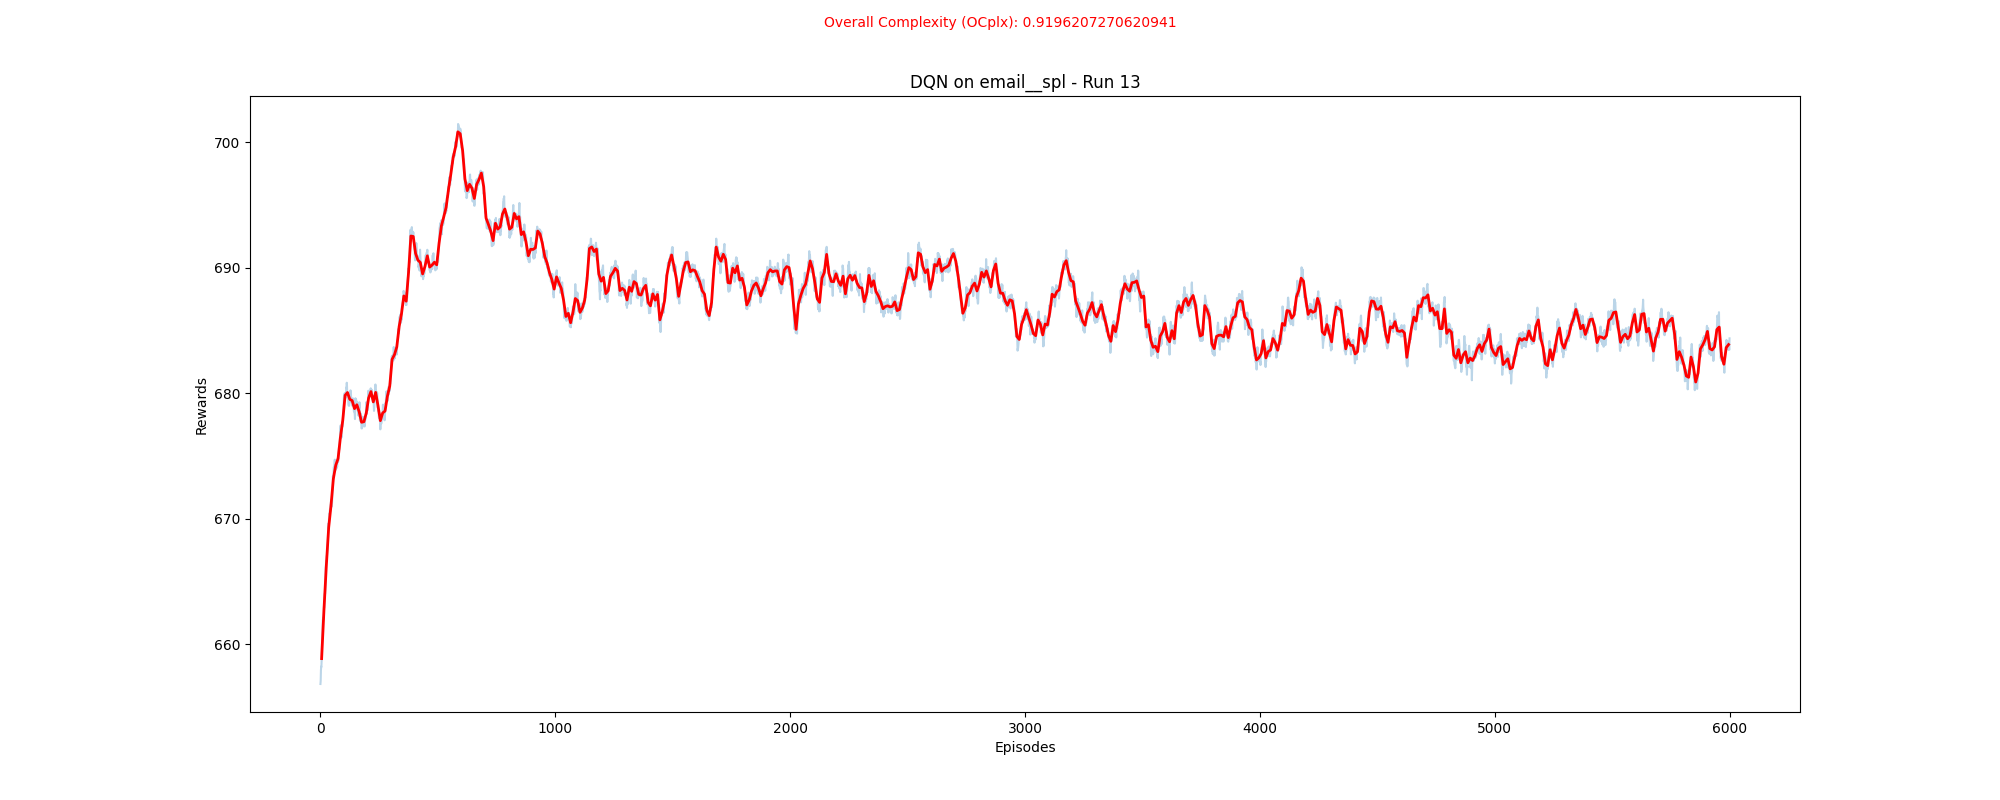 Overall Complexity (OCplx): 0.9196207270620941
DQN on email__spl - Run 13
Rewards
700
690
680
670
660
0 1000 2000 3000 4000 5000 6000
Episodes